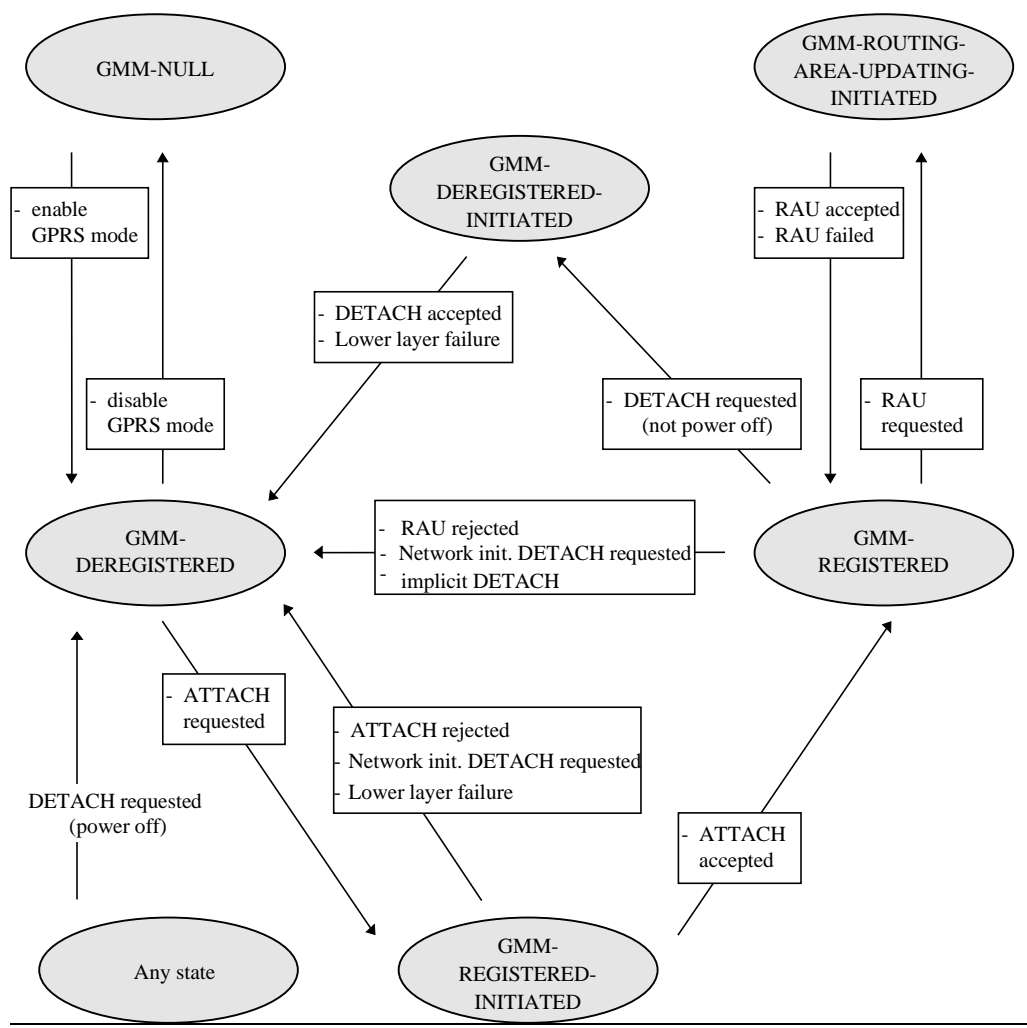 GMM-NULL
GMM-ROUTING-
AREA-UPDATING-
INITIATED
GMM-
DEREGISTERED-
INITIATED
- enable
GPRS mode
- RAU accepted
- RAU failed
- DETACH accepted
- Lower layer failure
- disable
GPRS mode
- DETACH requested
(not power off)
- RAU
requested
GMM-
DEREGISTERED
- RAU rejected
- Network init. DETACH requested
- implicit DETACH
GMM-
REGISTERED
- ATTACH
requested
- ATTACH rejected
- Network init. DETACH requested
- Lower layer failure
DETACH requested
(power off)
- ATTACH
accepted
Any state
GMM-
REGISTERED-
INITIATED